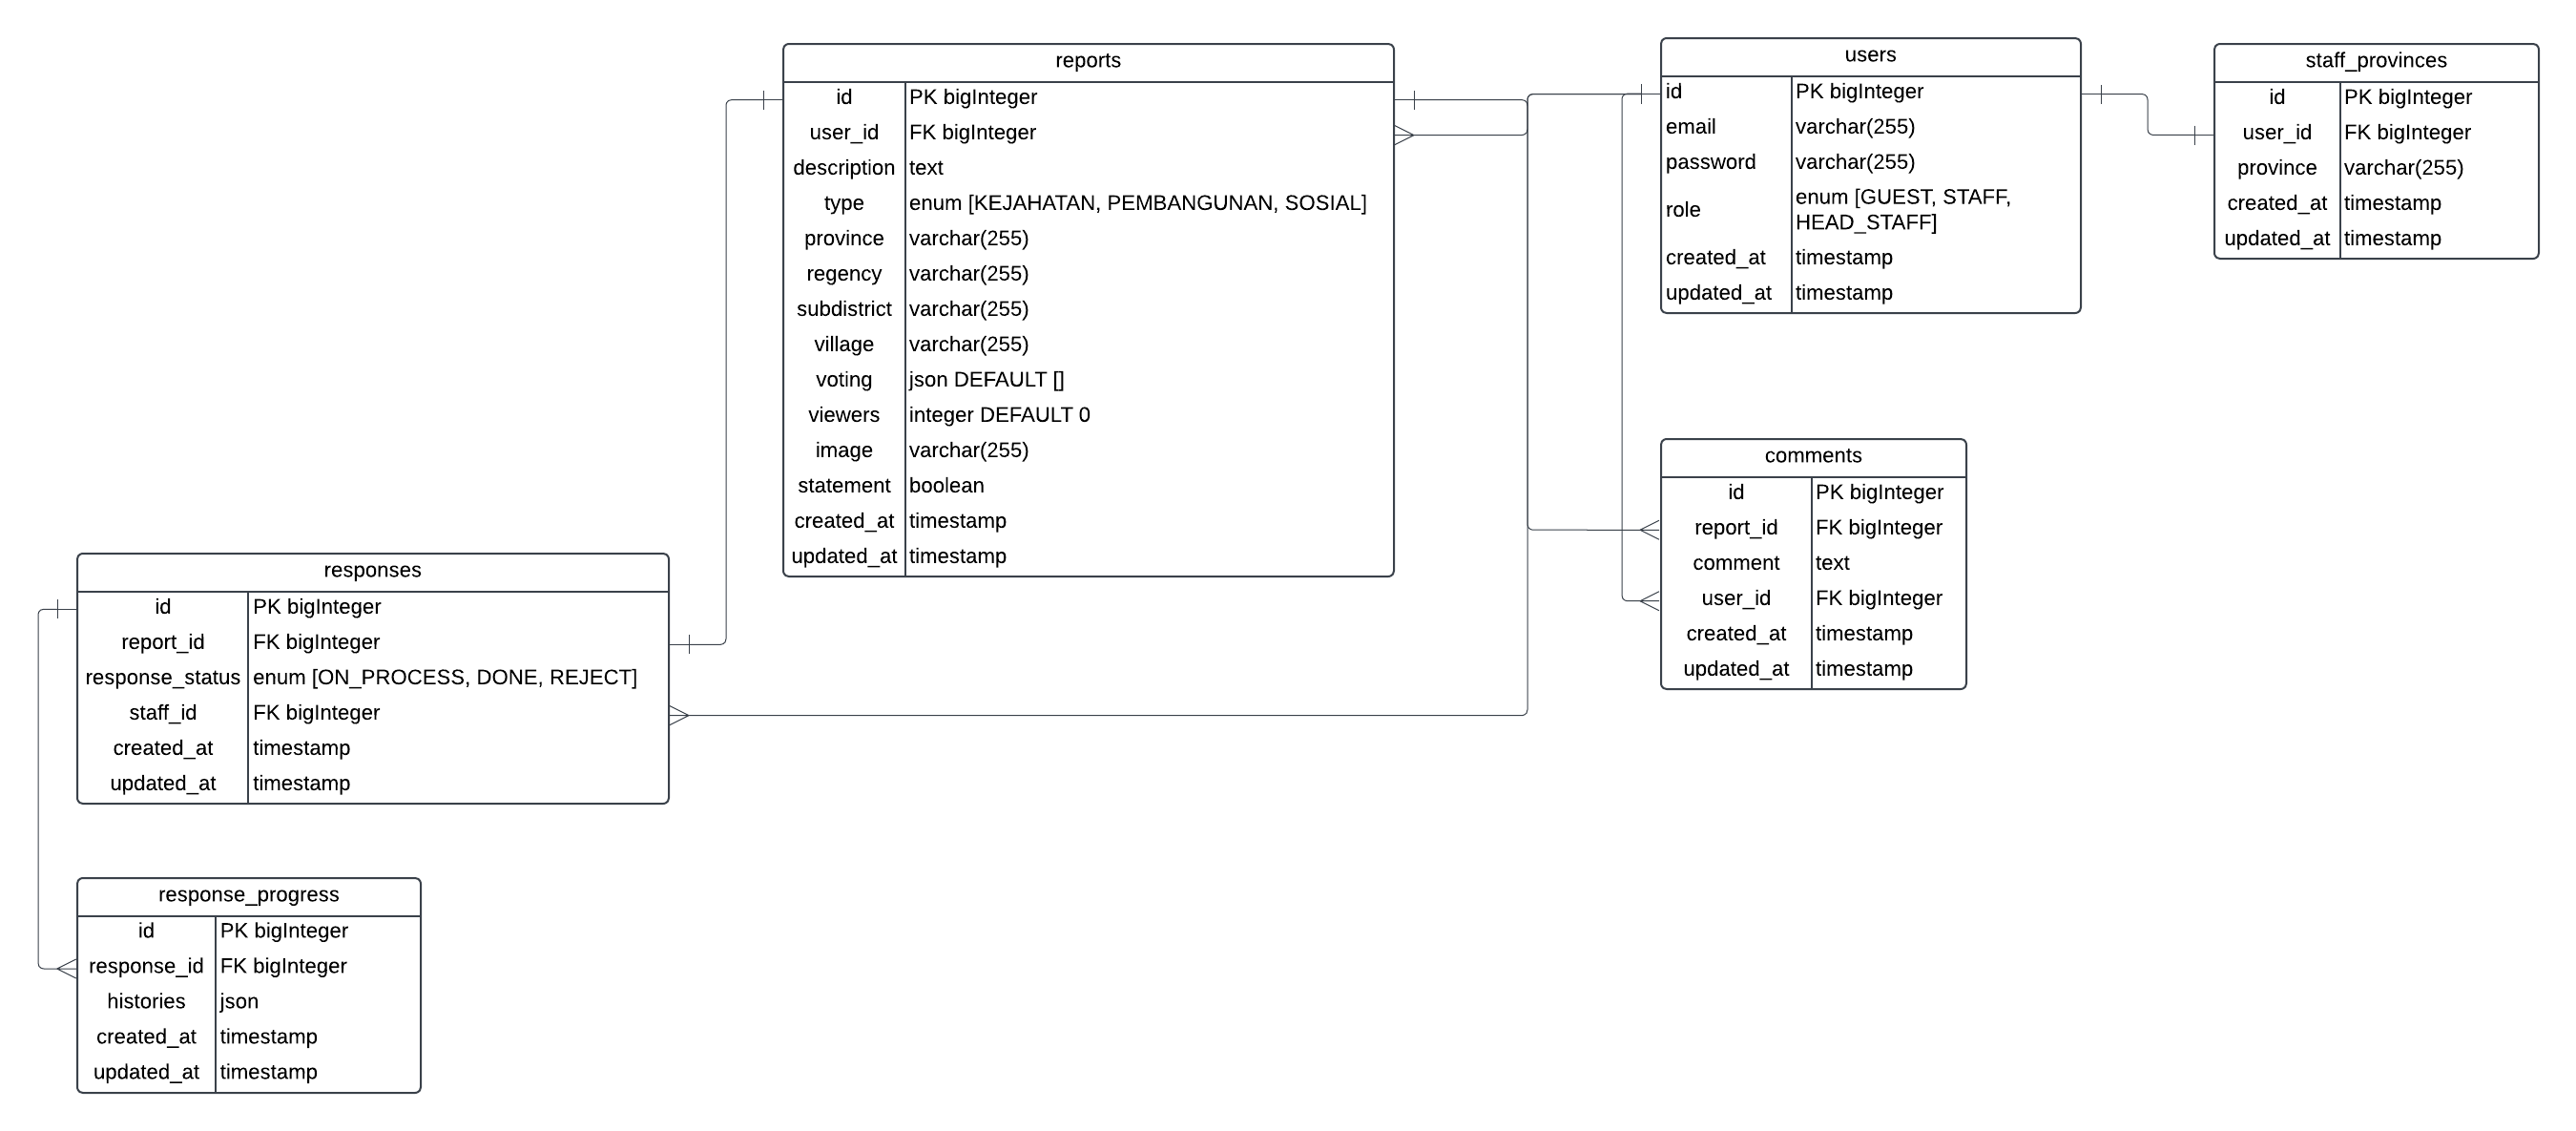 reports
id PK bigInteger
user_id FK bigInteger
description text
type enum [KEJAHATAN, PEMBANGUNAN, SOSIAL]
province varchar(255)
regency varchar(255)
subdistrict varchar(255)
village varchar(255)
voting json DEFAULT []
viewers integer DEFAULT 0
image varchar(255)
statement boolean
created_at timestamp
updated_at timestamp
users
id PK bigInteger
email varchar(255)
password varchar(255)
role enum [GUEST, STAFF,
HEAD_STAFF]
created_at timestamp
updated_at timestamp
staff_provinces
id PK bigInteger
user_id FK bigInteger
province varchar(255)
created_at timestamp
updated_at timestamp
comments
id PK bigInteger
report_id FK bigInteger
comment text
user_id FK bigInteger
created_at timestamp
updated_at timestamp
responses
id PK bigInteger
report_id FK bigInteger
response_status enum [ON_PROCESS, DONE, REJECT]
staff_id FK bigInteger
created_at timestamp
updated_at timestamp
response_progress
id PK bigInteger
response_id FK bigInteger
histories json
created_at timestamp
updated_at timestamp